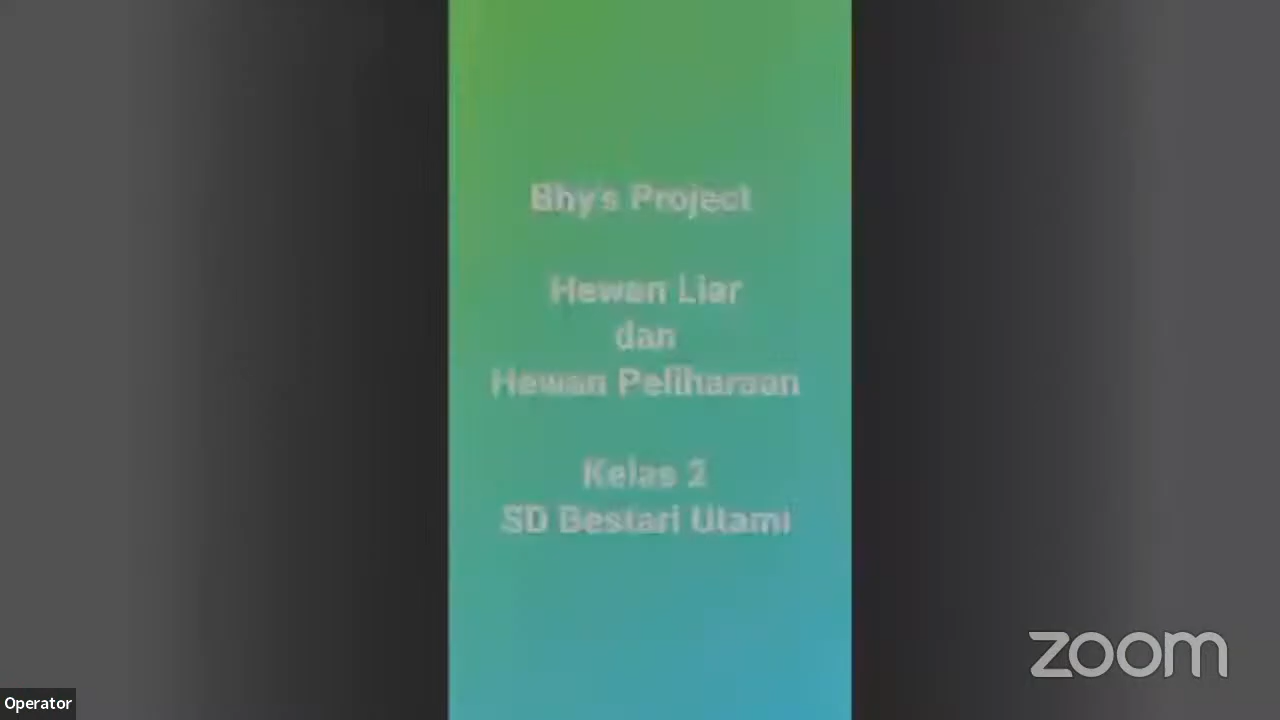 Bhy's Project
Hewan Liar
dan
Hewan Peliharaan
Kelas 2
SD Bestari Utami
zoom
Operator